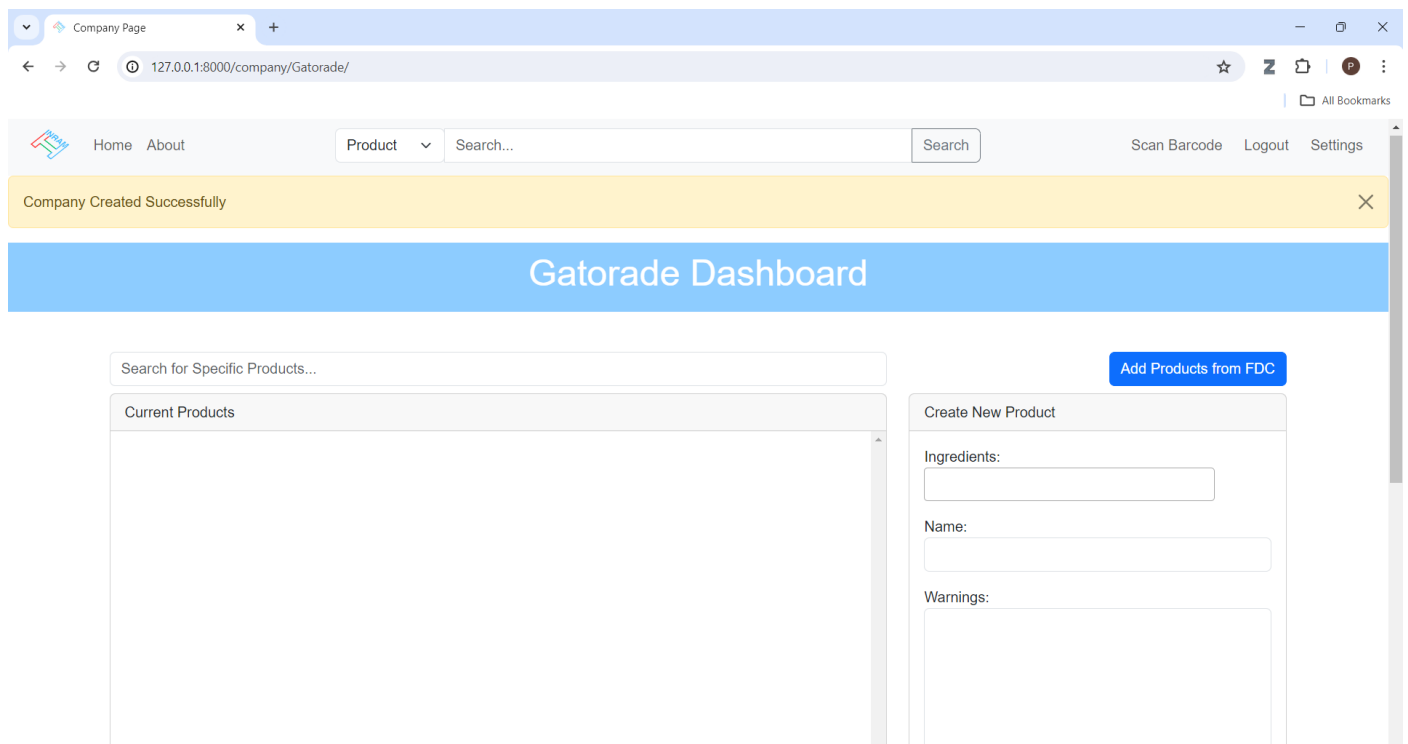 Company Page
127.0.0.1:8000/company/Gatorade/
Z
P
All Bookmarks
INRAM
Home About Product Search... Search Scan Barcode Logout Settings
Company Created Successfully
Gatorade Dashboard
Search for Specific Products... Add Products from FDC
Current Products
Create New Product
Ingredients:
Name:
Warnings: